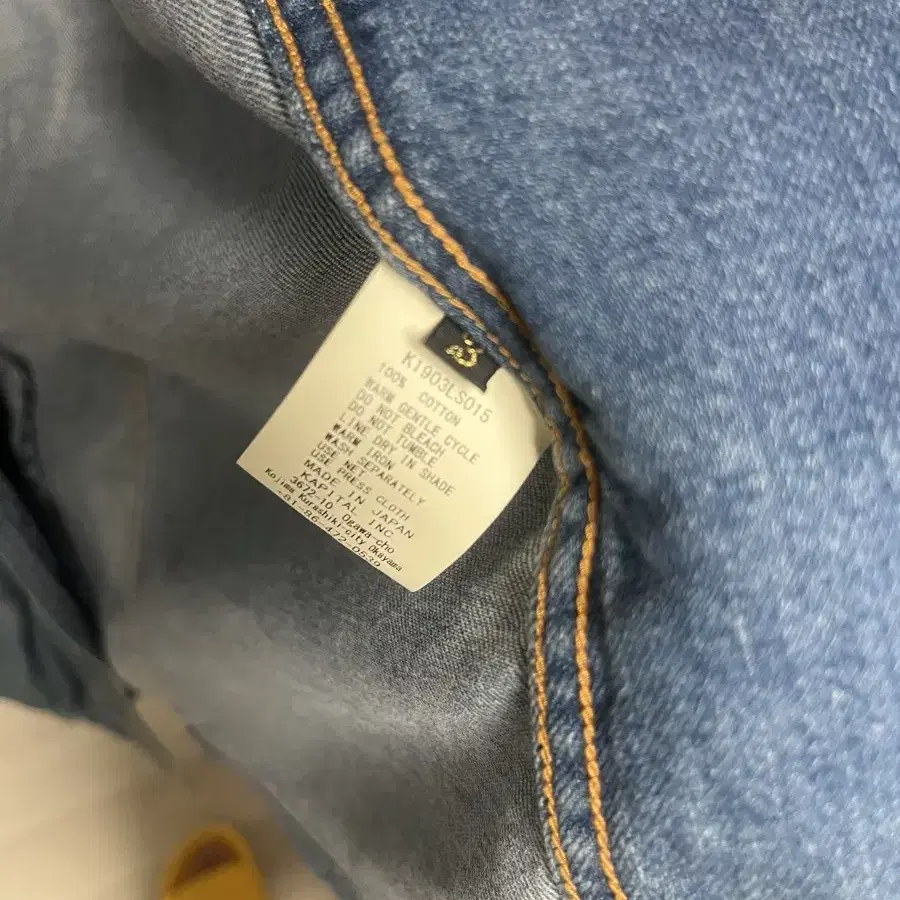 K1903LS015
100% COTTON
WARM GENTLE CYCLE
DO NOT BLEACH
DO NOT TUMBLE
LINE DRY IN SHADE
WARM IRON
WASH SEPARATELY
USE NET
USE PRESS CLOTH
MADE IN JAPAN
KAPITAL INC
3672-10, Ogawa-cho
Kojima Kurashiki-city Okayama
-81-86-472-0539